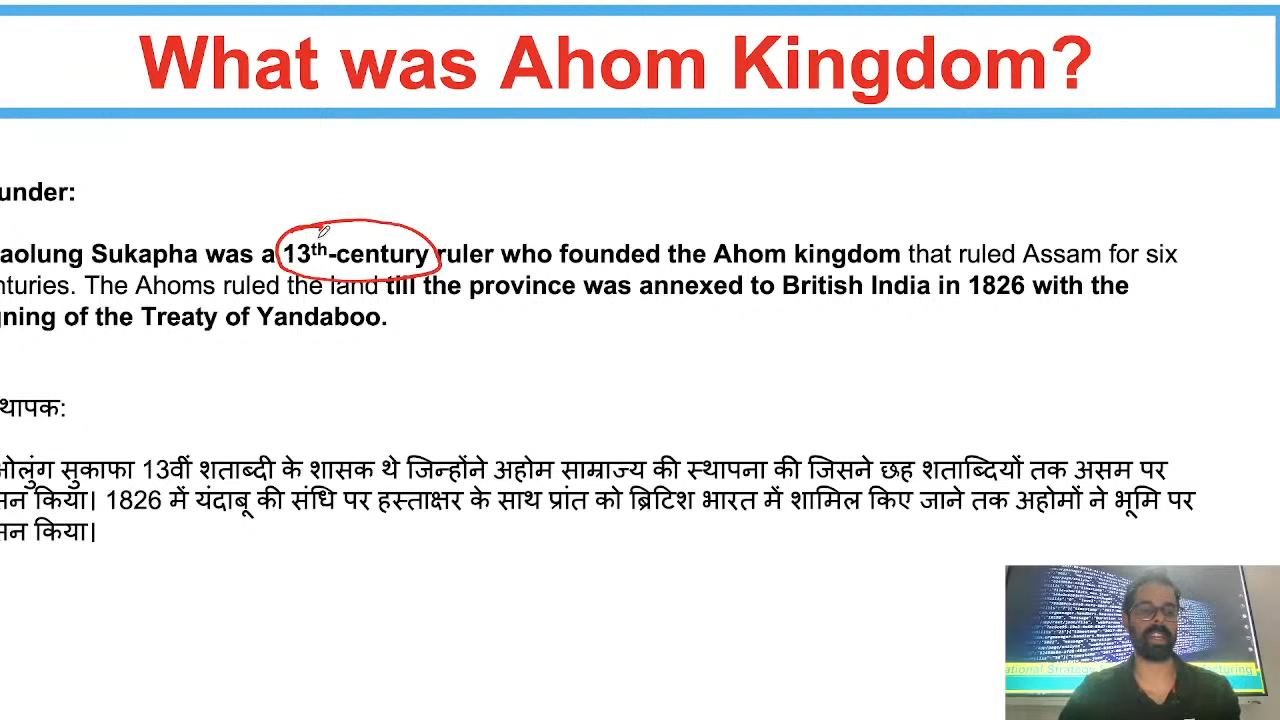 What was Ahom Kingdom?
under:
aolung Sukapha was a 13th-century ruler who founded the Ahom kingdom that ruled Assam for six
nturies. The Ahoms ruled the land till the province was annexed to British India in 1826 with the
gning of the Treaty of Yandaboo.
थापक:
ओलुंग सुकाफा 13वीं शताब्दी के शासक थे जिन्होंने अहोम साम्राज्य की स्थापना की जिसने छह शताब्दियों तक असम पर
सन किया। 1826 में यंदाबू की संधि पर हस्ताक्षर के साथ प्रांत को ब्रिटिश भारत में शामिल किए जाने तक अहोमों ने भूमि पर
सन किया।
ational Strategy